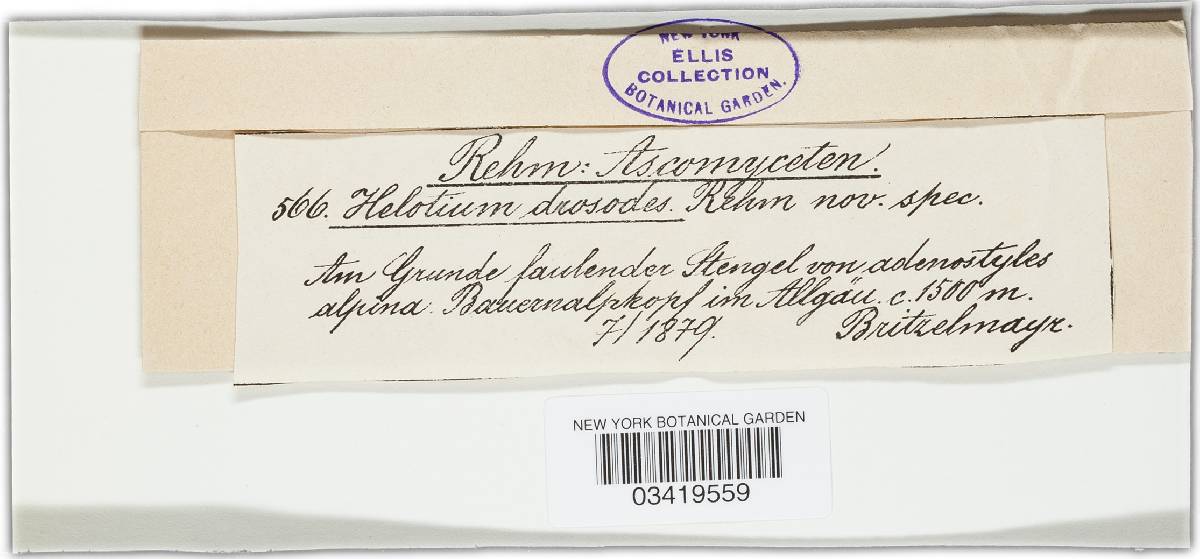 NEW YORK
ELLIS
COLLECTION
BOTANICAL GARDEN.
Rehm: Ascomyceten.
566. Helotium drosodes. Rehm nov. spec.
Am Grunde faulender Stengel von adenostyles
alpina: Bauernalpkopf im Allgäu. c. 1500 m.
7/1879. Britzelmayr.
NEW YORK BOTANICAL GARDEN
03419559